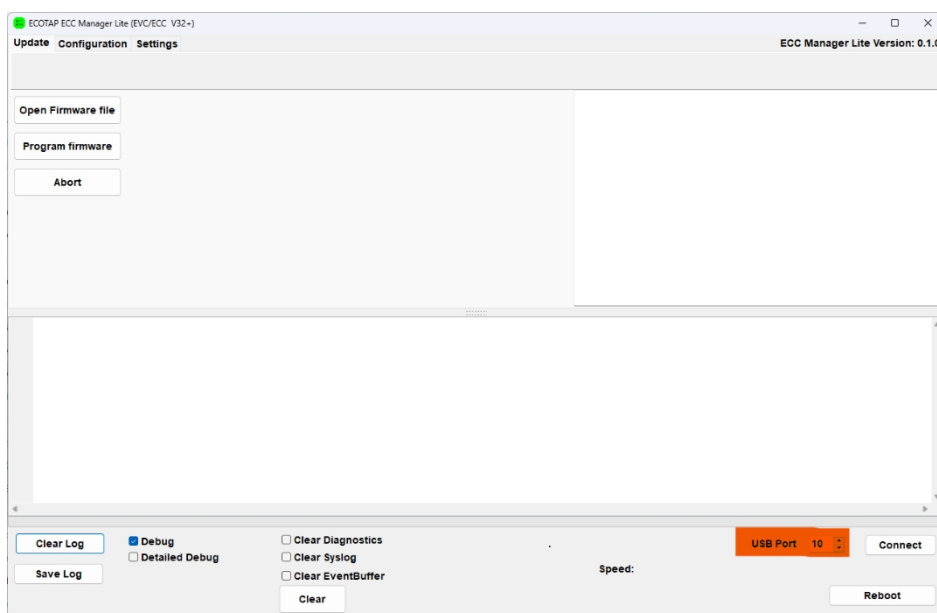 ECOTAP ECC Manager Lite (EVC/ECC V32+)
Update Configuration Settings
ECC Manager Lite Version: 0.1.0
Open Firmware file
Program firmware
Abort
Clear Log
Debug
Clear Diagnostics
USB Port 10
Connect
Detailed Debug
Clear Syslog
Save Log
Clear EventBuffer
Speed:
Clear
Reboot